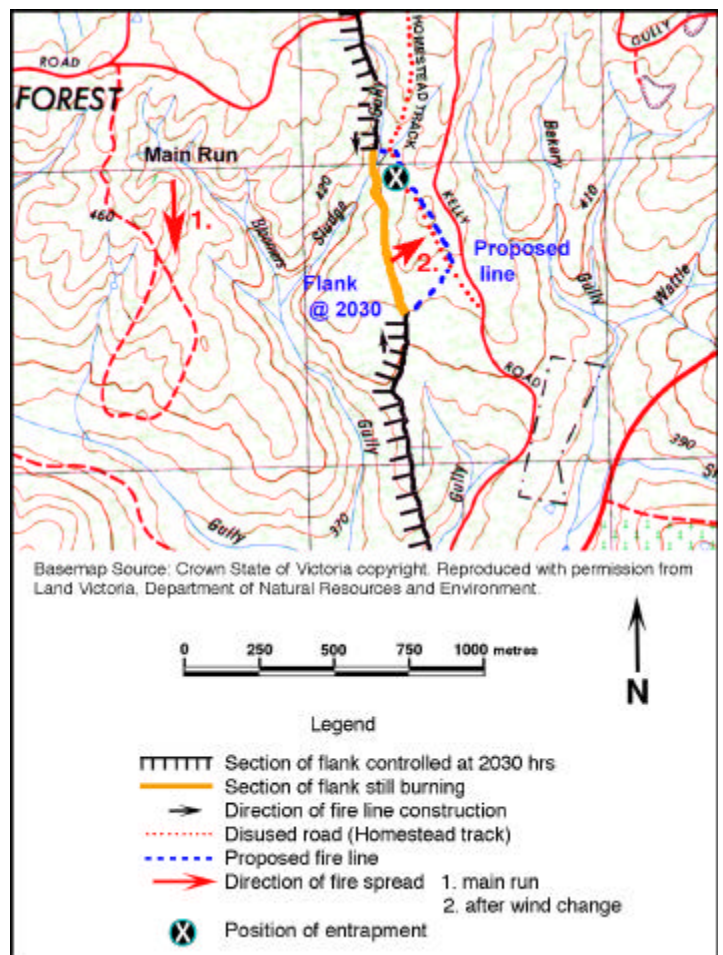 ROAD
FOREST
HOMESTEAD TRACK
Gully
GULLY
Main Run
1.
460
Bloomers
420
Sludge
KELLY
Bakery
410
Proposed
line
2.
Flank
@ 2030
Gully
Wattle
ROAD
Gully
Gully
Gully
370
390
Basemap Source: Crown State of Victoria copyright. Reproduced with permission from
Land Victoria, Department of Natural Resources and Environment.
0 250 500 750 1000 metres
N
Legend
Section of flank controlled at 2030 hrs
Section of flank still burning
Direction of fire line construction
Disused road (Homestead track)
Proposed fire line
Direction of fire spread 1. main run
2. after wind change
X Position of entrapment